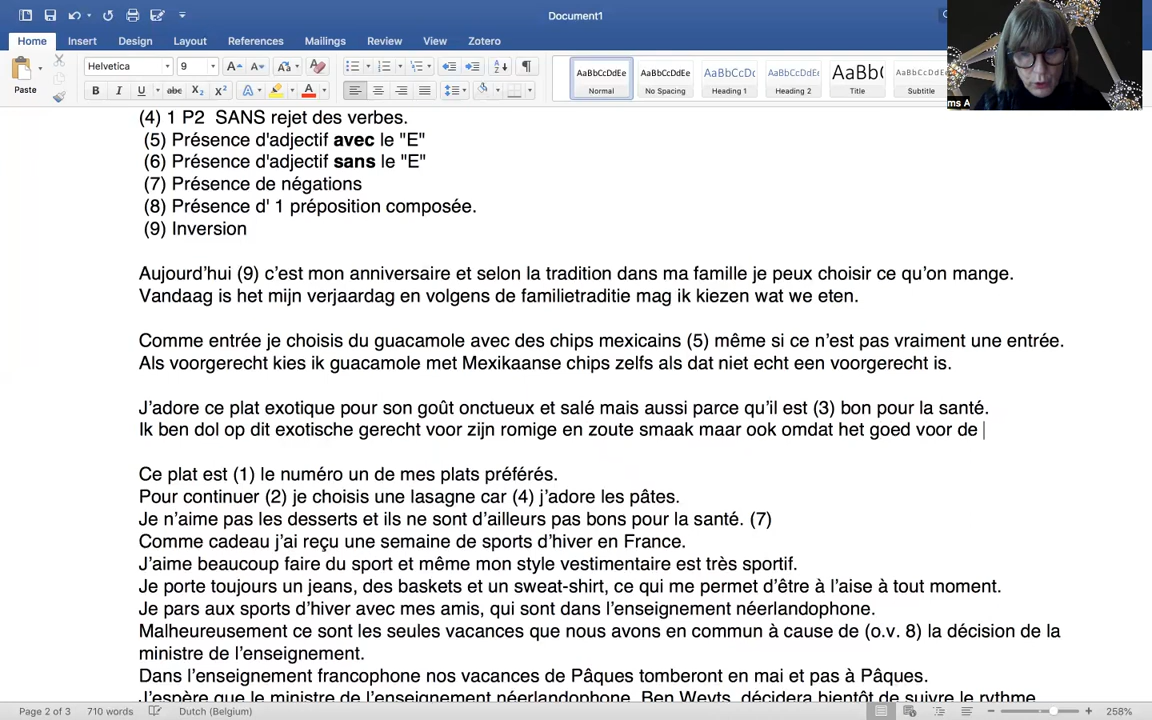 Document1
Home Insert Design Layout References Mailings Review View Zotero
Paste
Helvetica 9
AaBbCcDdEe AaBbCcDdEe AaBbCcDc AaBbCcDdEe AaBb(
Normal No Spacing Heading 1 Heading 2 Title Subtitle
ms A
(4) 1 P2 SANS rejet des verbes.
(5) Présence d'adjectif avec le "E"
(6) Présence d'adjectif sans le "E"
(7) Présence de négations
(8) Présence d' 1 préposition composée.
(9) Inversion
Aujourd’hui (9) c’est mon anniversaire et selon la tradition dans ma famille je peux choisir ce qu’on mange.
Vandaag is het mijn verjaardag en volgens de familietraditie mag ik kiezen wat we eten.
Comme entrée je choisis du guacamole avec des chips mexicains (5) même si ce n’est pas vraiment une entrée.
Als voorgerecht kies ik guacamole met Mexikaanse chips zelfs als dat niet echt een voorgerecht is.
J’adore ce plat exotique pour son goût onctueux et salé mais aussi parce qu’il est (3) bon pour la santé.
Ik ben dol op dit exotische gerecht voor zijn romige en zoute smaak maar ook omdat het goed voor de
Ce plat est (1) le numéro un de mes plats préférés.
Pour continuer (2) je choisis une lasagne car (4) j’adore les pâtes.
Je n’aime pas les desserts et ils ne sont d’ailleurs pas bons pour la santé. (7)
Comme cadeau j’ai reçu une semaine de sports d’hiver en France.
J’aime beaucoup faire du sport et même mon style vestimentaire est très sportif.
Je porte toujours un jeans, des baskets et un sweat-shirt, ce qui me permet d’être à l’aise à tout moment.
Je pars aux sports d’hiver avec mes amis, qui sont dans l’enseignement néerlandophone.
Malheureusement ce sont les seules vacances que nous avons en commun à cause de (o.v. 8) la décision de la
ministre de l’enseignement.
Dans l’enseignement francophone nos vacances de Pâques tomberont en mai et pas à Pâques.
J’espère que le ministre de l’enseignement néerlandophone, Ben Weyts, décidera bientôt de suivre le rythme
Page 2 of 3 710 words Dutch (Belgium) 258%